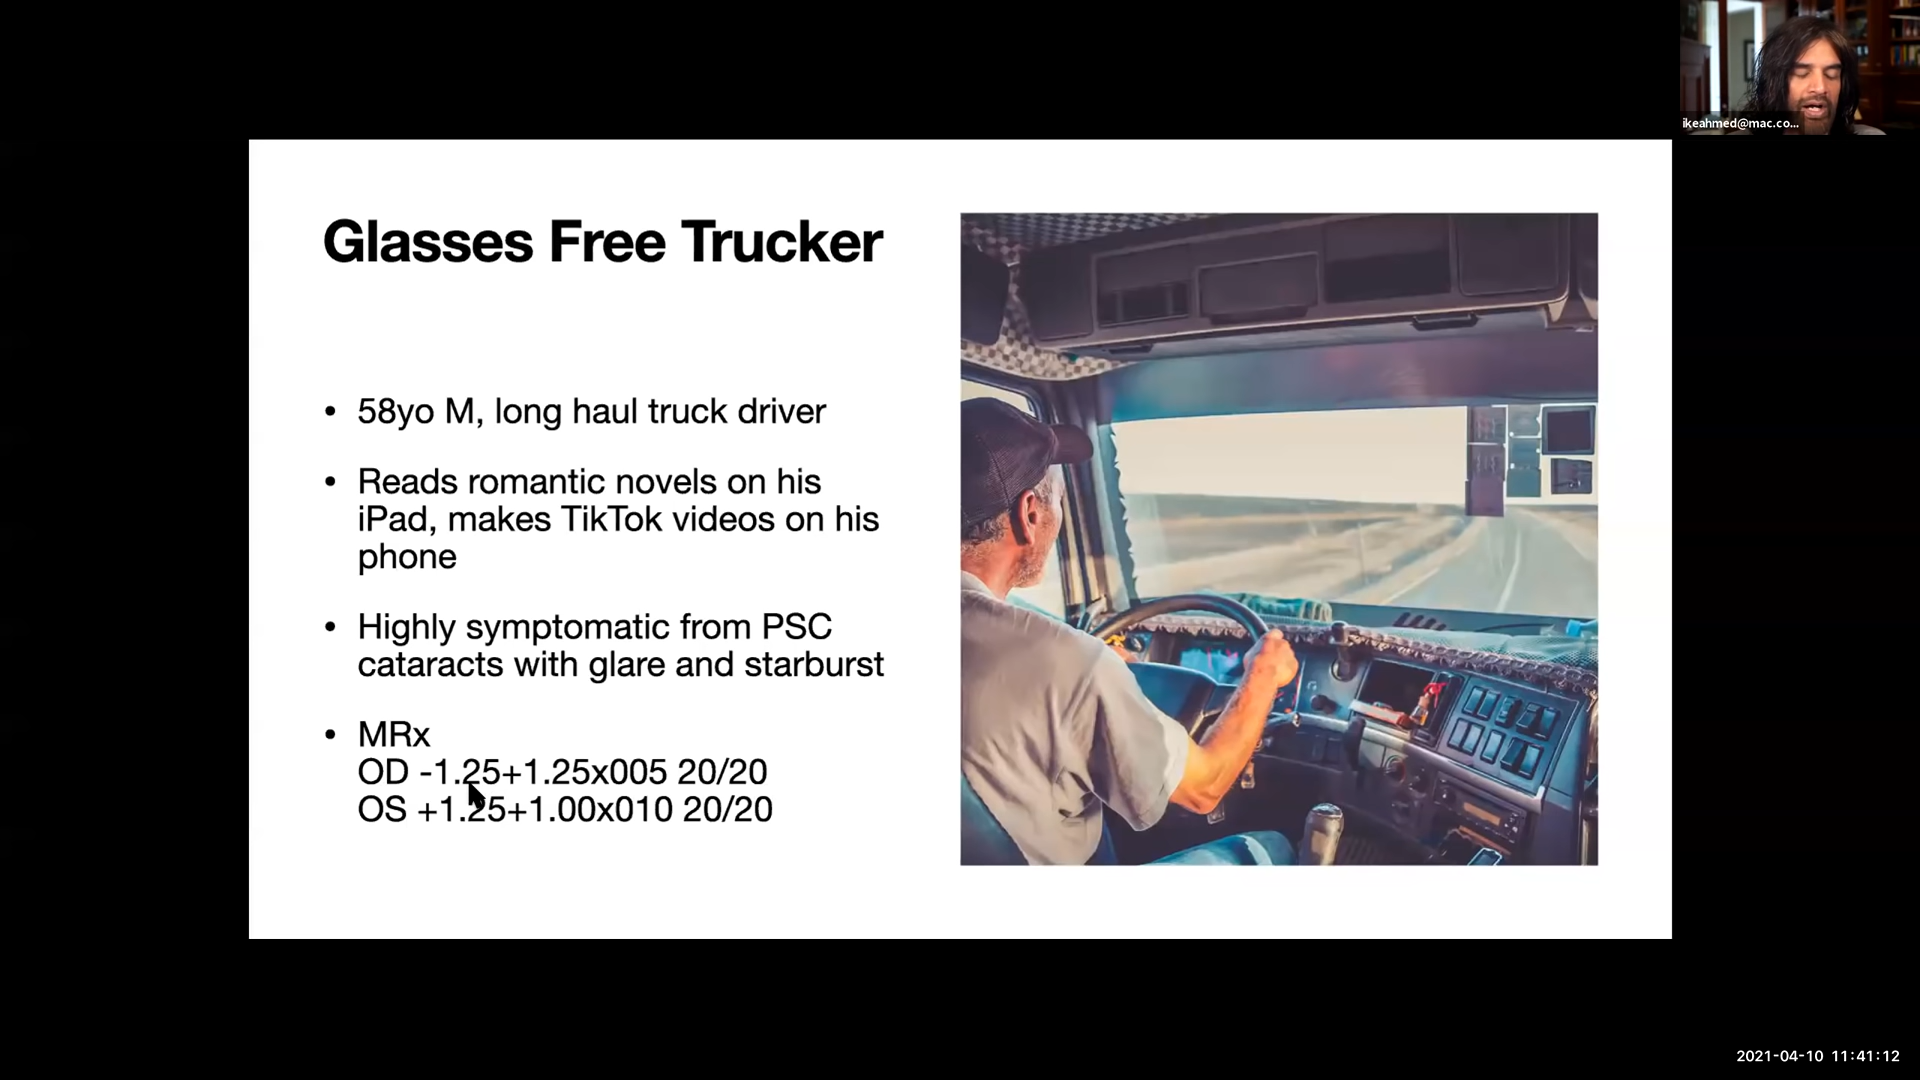 ikeahmed@mac.co...
Glasses Free Trucker
• 58yo M, long haul truck driver
• Reads romantic novels on his
iPad, makes TikTok videos on his
phone
• Highly symptomatic from PSC
cataracts with glare and starburst
• MRx
OD -1.25+1.25x005 20/20
OS +1.25+1.00x010 20/20
2021-04-10 11:41:12